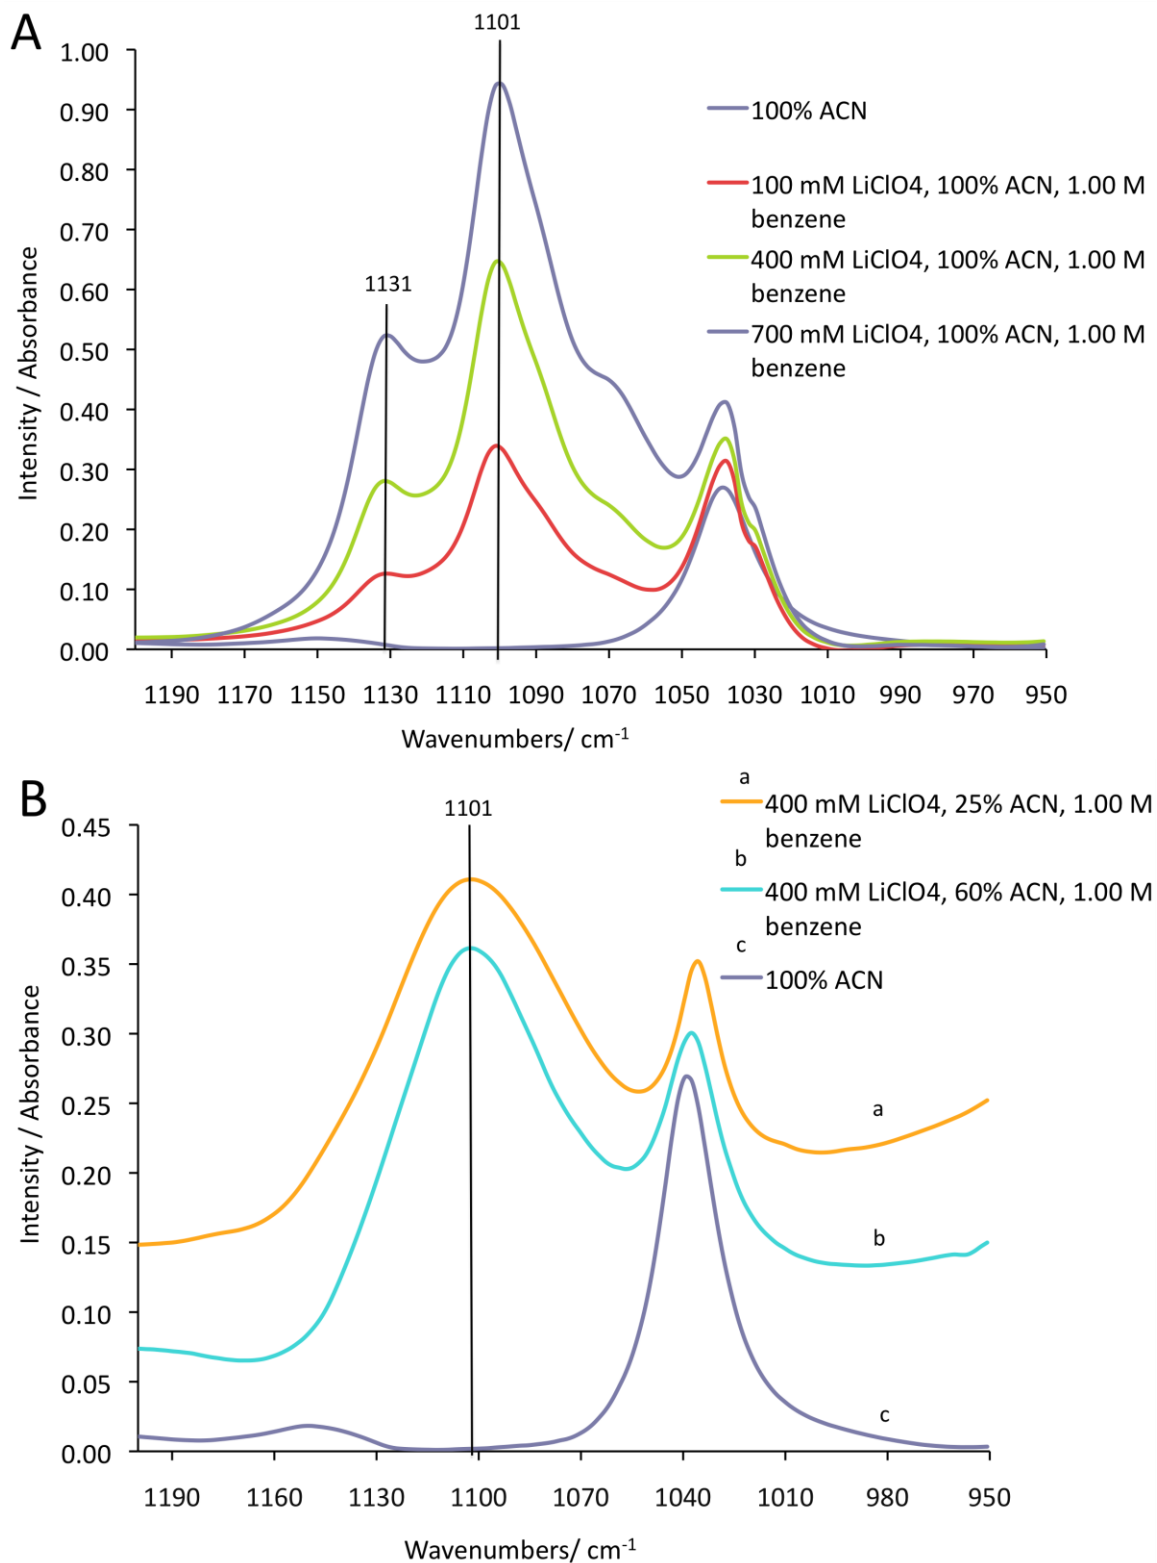 A
1101
1.00
0.90
0.80
0.70
0.60
0.50
0.40
0.30
0.20
0.10
0.00
1131
100% ACN
100 mM LiClO4, 100% ACN, 1.00 M
benzene
400 mM LiClO4, 100% ACN, 1.00 M
benzene
700 mM LiClO4, 100% ACN, 1.00 M
benzene
Intensity / Absorbance
1190 1170 1150 1130 1110 1090 1070 1050 1030 1010 990 970 950
Wavenumbers/ cm-1
B
1101
0.45
0.40
0.35
0.30
0.25
0.20
0.15
0.10
0.05
0.00
a
400 mM LiClO4, 25% ACN, 1.00 M
benzene
b
400 mM LiClO4, 60% ACN, 1.00 M
benzene
c
100% ACN
a
b
c
Intensity / Absorbance
1190 1160 1130 1100 1070 1040 1010 980 950
Wavenumbers/ cm-1